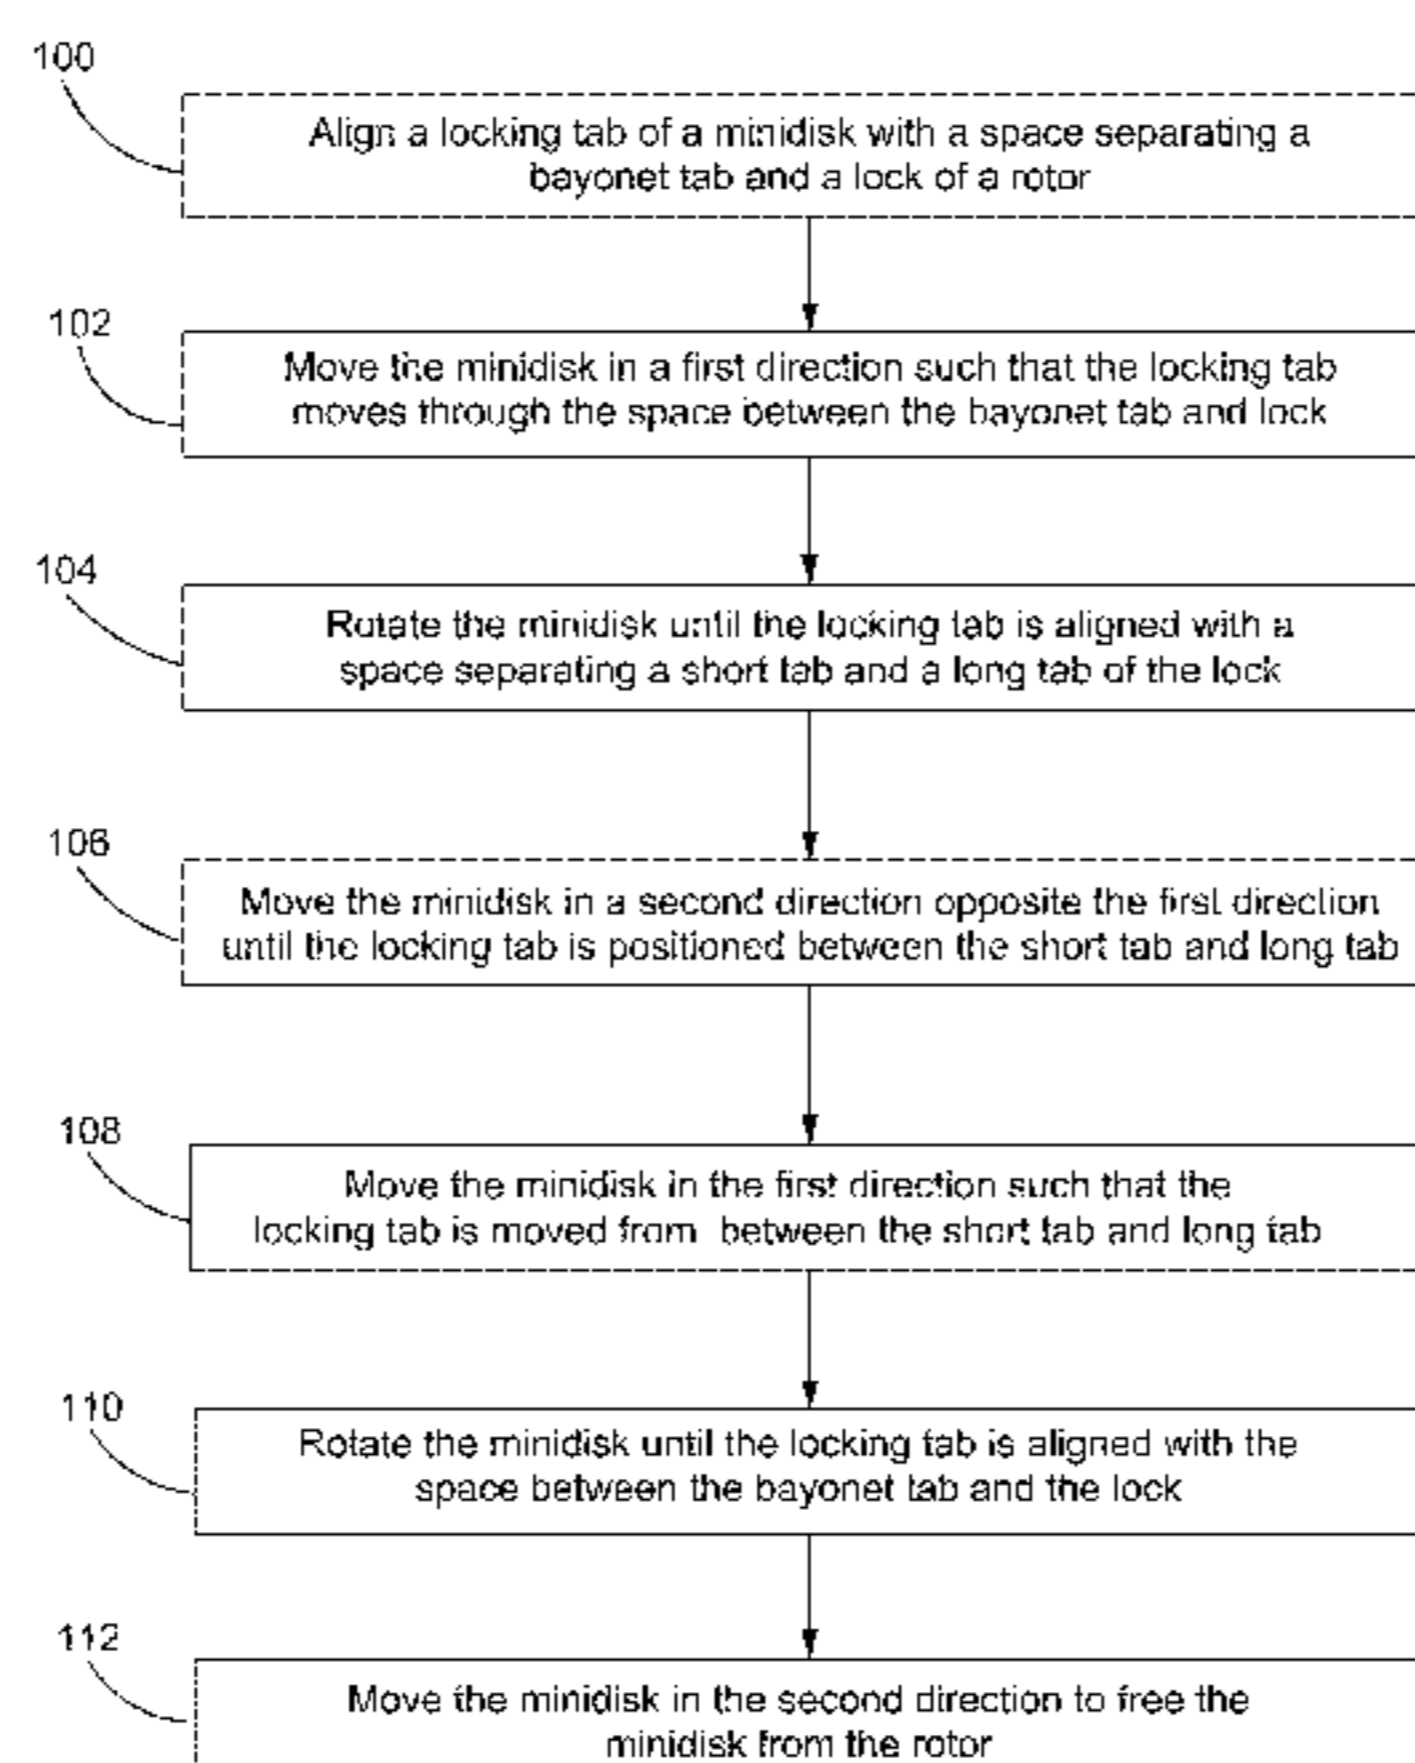 100
Align a locking tab of a minidisk with a space separating a
bayonet tab and a lock of a rotor
102
Move the minidisk in a first direction such that the locking tab
moves through the space between the bayonet tab and lock
104
Rotate the minidisk until the locking tab is aligned with a
space separating a short tab and a long tab of the lock
106
Move the minidisk in a second direction opposite the first direction
until the locking tab is positioned between the short tab and long tab
108
Move the minidisk in the first direction such that the
locking tab is moved from between the short tab and long tab
110
Rotate the minidisk until the locking tab is aligned with the
space between the bayonet tab and the lock
112
Move the minidisk in the second direction to free the
minidisk from the rotor